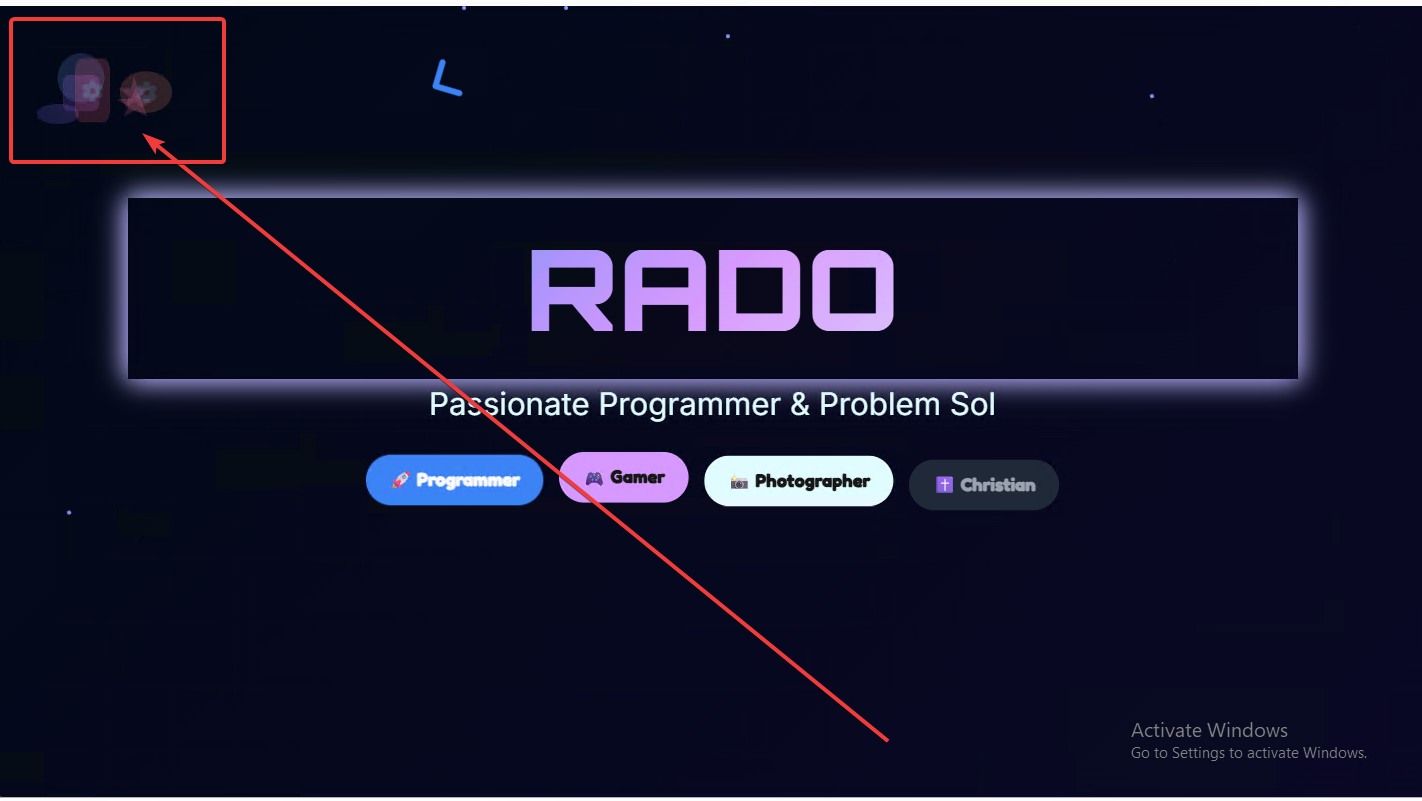 RADO
Passionate Programmer & Problem Sol
🚀 Programmer
🎮 Gamer
📸 Photographer
✝️ Christian
Activate Windows
Go to Settings to activate Windows.